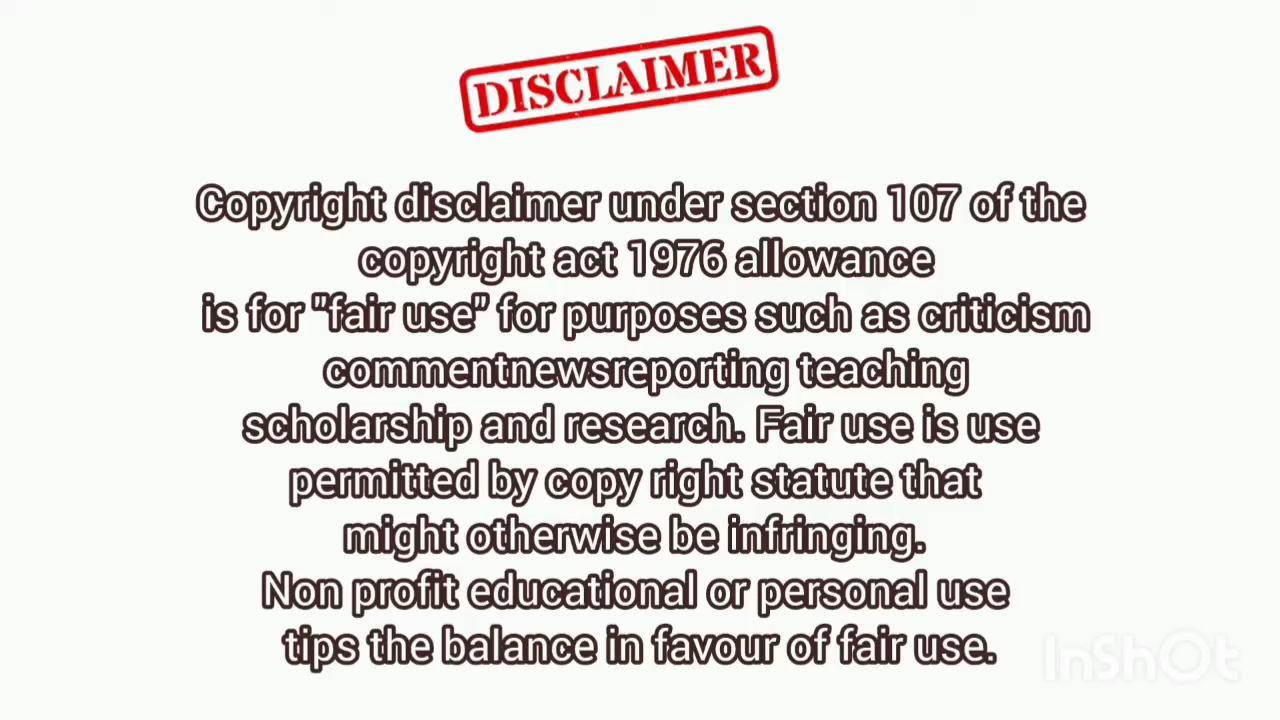 DISCLAIMER
Copyright disclaimer under section 107 of the
copyright act 1976 allowance
is for "fair use" for purposes such as criticism
commentnewsreporting teaching
scholarship and research. Fair use is use
permitted by copy right statute that
might otherwise be infringing.
Non profit educational or personal use
tips the balance in favour of fair use.
InShOt